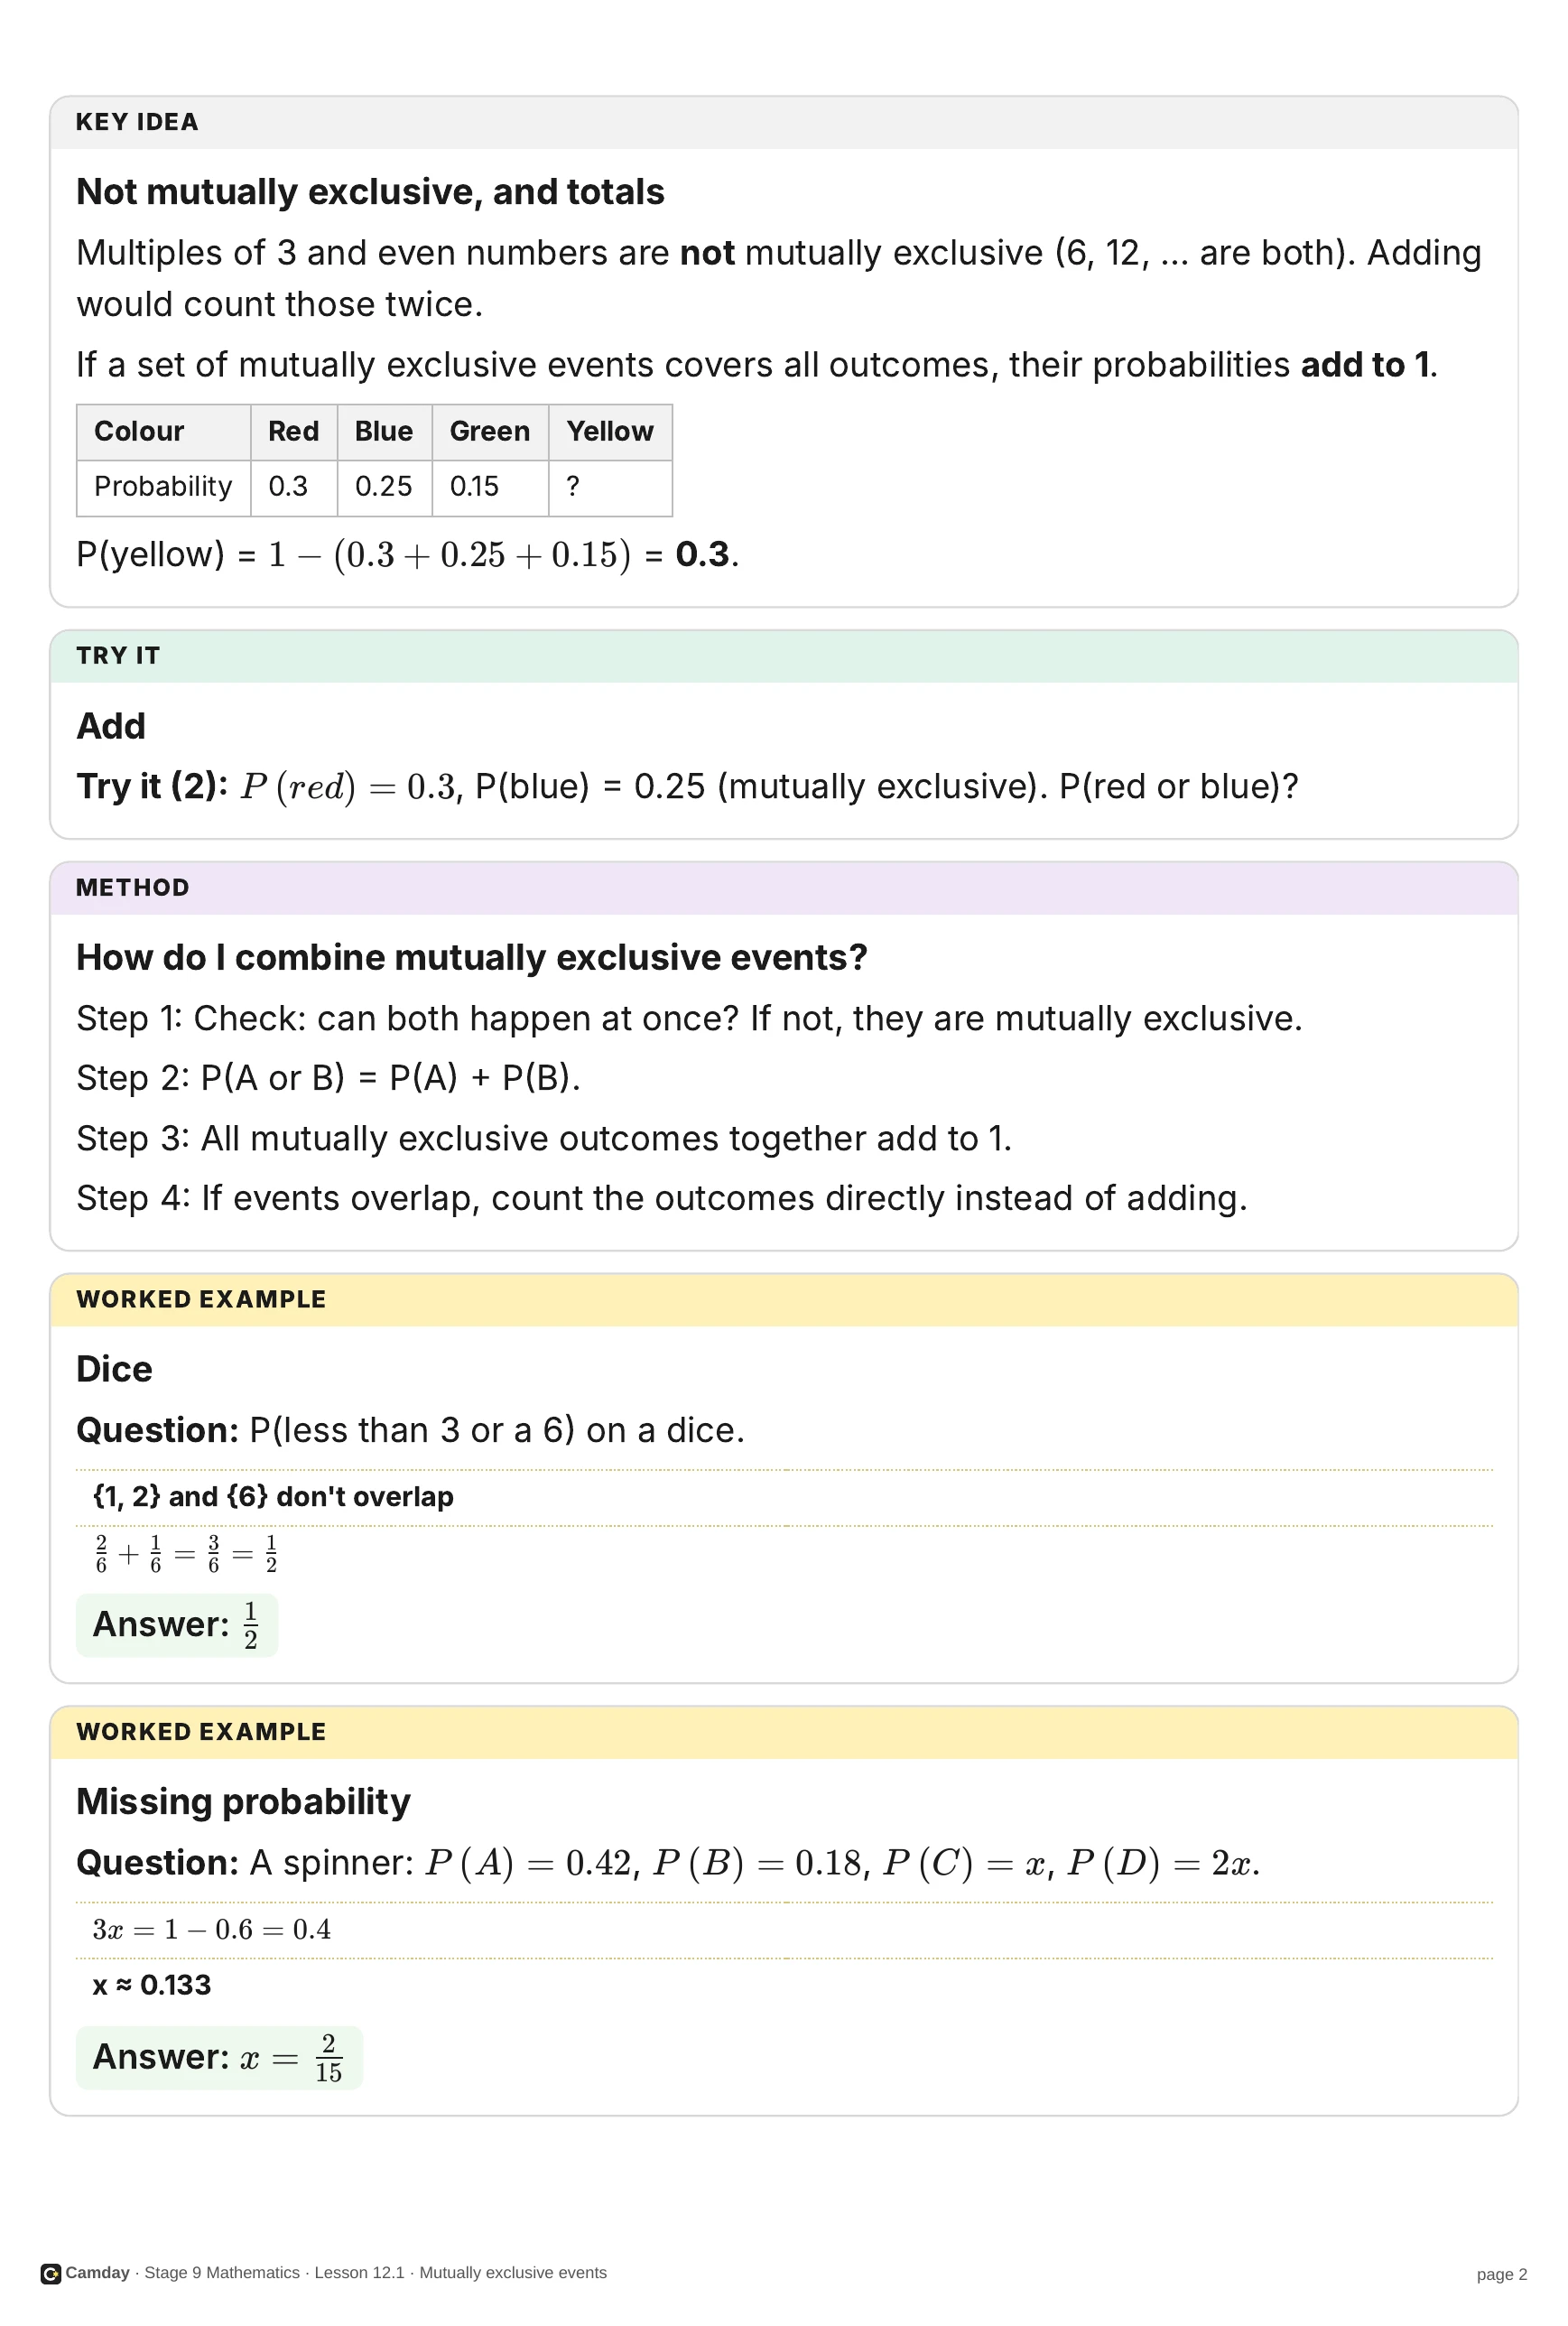 KEY IDEA
Not mutually exclusive, and totals
Multiples of 3 and even numbers are not mutually exclusive (6, 12, ... are both). Adding
would count those twice.
If a set of mutually exclusive events covers all outcomes, their probabilities add to 1.
Colour Red Blue Green Yellow
Probability 0.3 0.25 0.15 ?
P(yellow) = 1 − (0.3 + 0.25 + 0.15) = 0.3.
TRY IT
Add
Try it (2): P (red) = 0.3, P(blue) = 0.25 (mutually exclusive). P(red or blue)?
METHOD
How do I combine mutually exclusive events?
Step 1: Check: can both happen at once? If not, they are mutually exclusive.
Step 2: P(A or B) = P(A) + P(B).
Step 3: All mutually exclusive outcomes together add to 1.
Step 4: If events overlap, count the outcomes directly instead of adding.
WORKED EXAMPLE
Dice
Question: P(less than 3 or a 6) on a dice.
{1, 2} and {6} don't overlap
2/6 + 1/6 = 3/6 = 1/2
Answer: 1/2
WORKED EXAMPLE
Missing probability
Question: A spinner: P (A) = 0.42, P (B) = 0.18, P (C) = x, P (D) = 2x.
3x = 1 − 0.6 = 0.4
x ≈ 0.133
Answer: x = 2/15
Camday · Stage 9 Mathematics · Lesson 12.1 · Mutually exclusive events
page 2